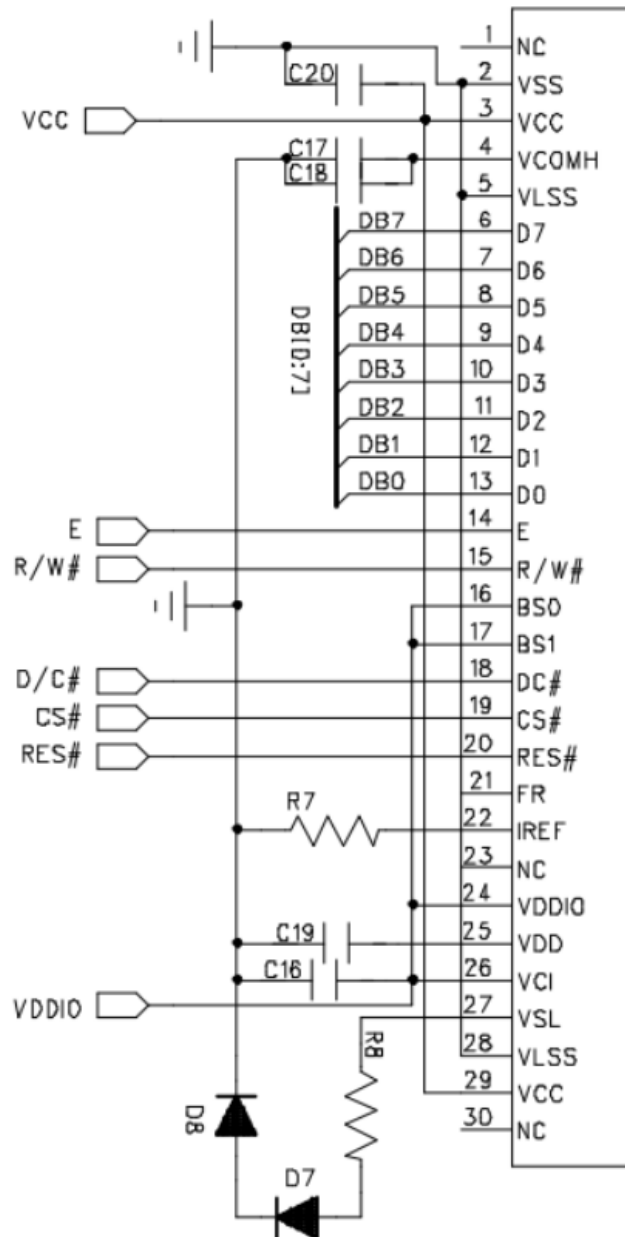 1 NC
C20 2 VSS
VCC 3 VCC
C17 4 VCOMH
C18 5 VLSS
DB7 6 D7
DB6 7 D6
DB5 8 D5
DB4 9 D4
DB3 10 D3
DB2 11 D2
DB1 12 D1
DB0 13 D0
DB[0:7]
E 14 E
R/W# 15 R/W#
16 BS0
17 BS1
D/C# 18 DC#
CS# 19 CS#
RES# 20 RES#
21 FR
R7 22 IREF
23 NC
24 VDDIO
C19 25 VDD
C16 26 VCI
VDDIO 27 VSL
R8 28 VLSS
29 VCC
D8 30 NC
D7